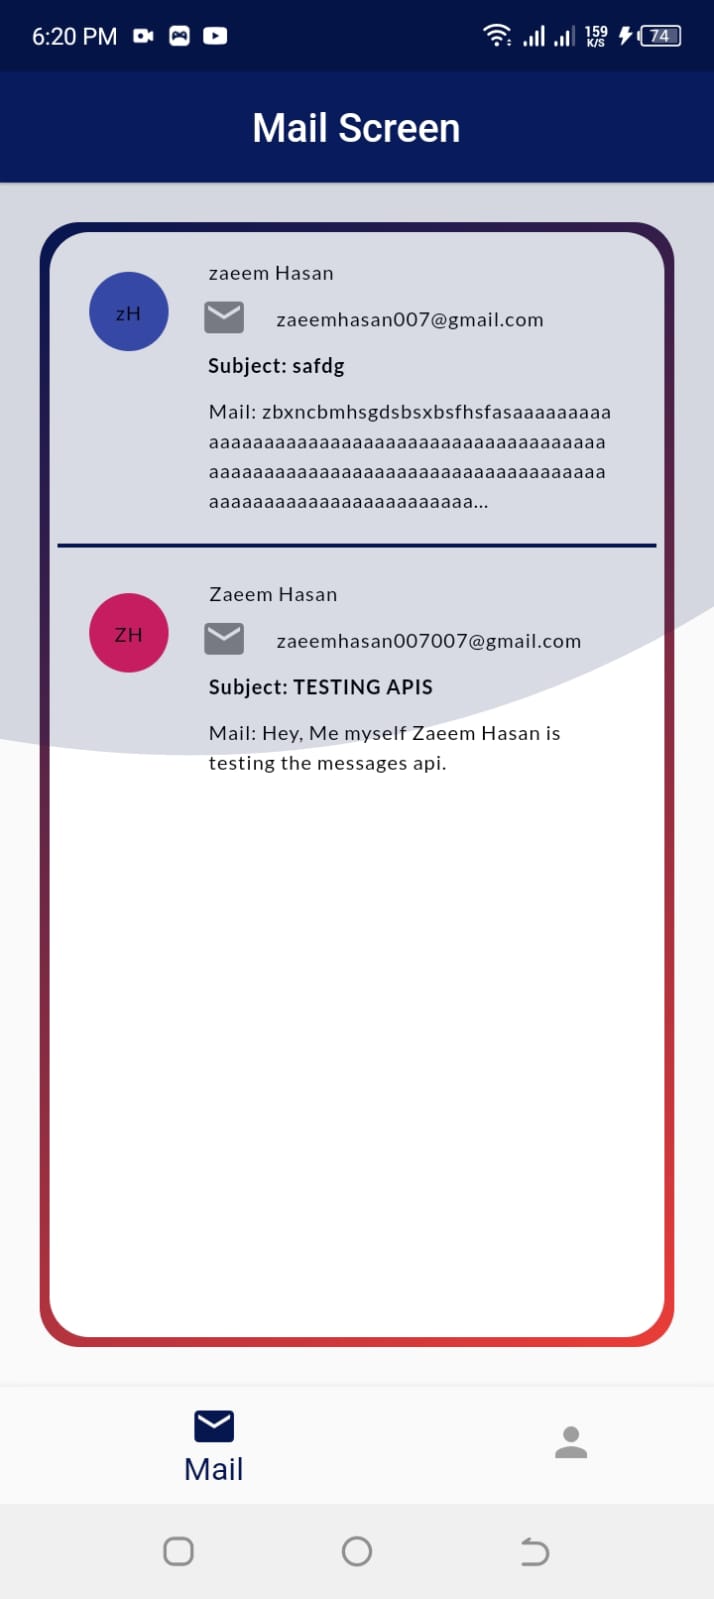 6:20 PM
159
K/S
74
Mail Screen
zaeem Hasan
zH
zaeemhasan007@gmail.com
Subject: safdg
Mail: zbxncbmhsgdsbsxbsfhsfasaaaaaaaaa
aaaaaaaaaaaaaaaaaaaaaaaaaaaaaaaaaaaa
aaaaaaaaaaaaaaaaaaaaaaaaaaaaaaaaaaaa
aaaaaaaaaaaaaaaaaaaaaaaa...
Zaeem Hasan
ZH
zaeemhasan007007@gmail.com
Subject: TESTING APIS
Mail: Hey, Me myself Zaeem Hasan is
testing the messages api.
Mail